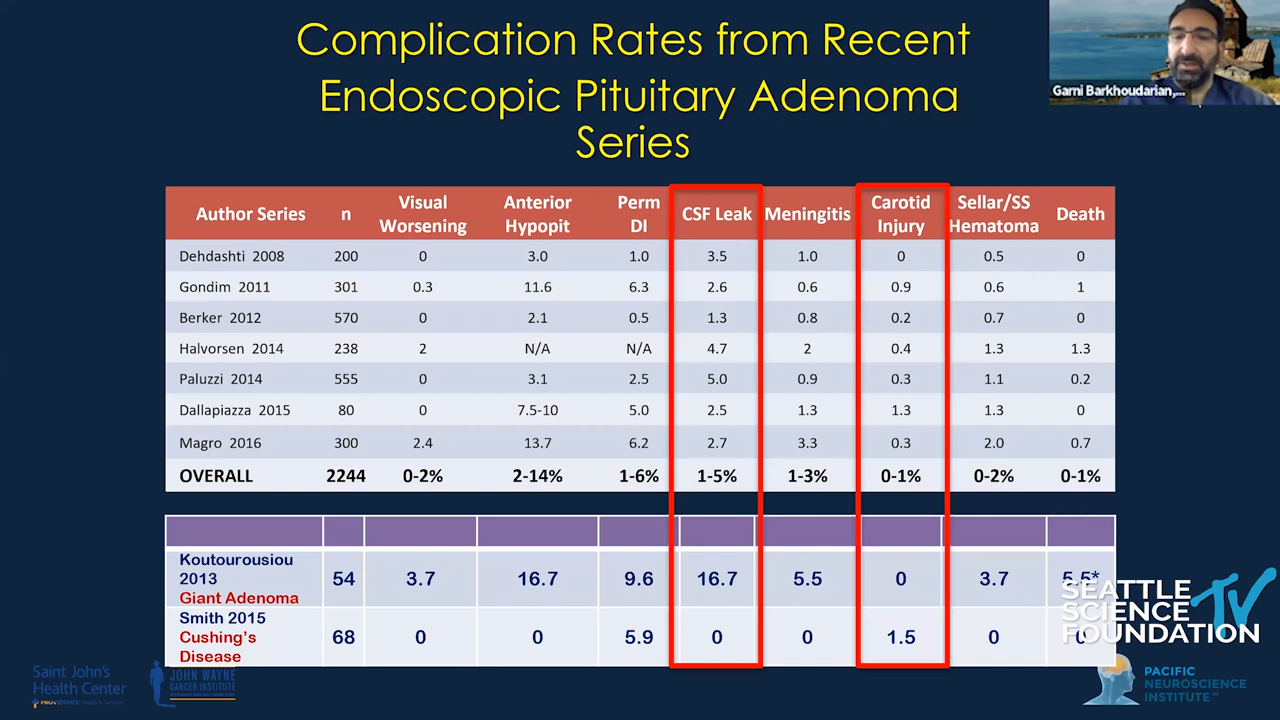 Complication Rates from Recent
Endoscopic Pituitary Adenoma
Series
Garni Barkhoudarian,...
Author Series n Visual Worsening Anterior Hypopit Perm DI CSF Leak Meningitis Carotid Injury Sellar/SS Hematoma Death
Dehdashti 2008 200 0 3.0 1.0 3.5 1.0 0 0.5 0
Gondim 2011 301 0.3 11.6 6.3 2.6 0.6 0.9 0.6 1
Berker 2012 570 0 2.1 0.5 1.3 0.8 0.2 0.7 0
Halvorsen 2014 238 2 N/A N/A 4.7 2 0.4 1.3 1.3
Paluzzi 2014 555 0 3.1 2.5 5.0 0.9 0.3 1.1 0.2
Dallapiazza 2015 80 0 7.5-10 5.0 2.5 1.3 1.3 1.3 0
Magro 2016 300 2.4 13.7 6.2 2.7 3.3 0.3 2.0 0.7
OVERALL 2244 0-2% 2-14% 1-6% 1-5% 1-3% 0-1% 0-2% 0-1%
Koutourousiou
2013
Giant Adenoma
54 3.7 16.7 9.6 16.7 5.5 0 3.7 5.5*
Smith 2015
Cushing's
Disease
68 0 0 5.9 0 0 1.5 0 0
SEATTLE
SCIENCE
FOUNDATION
TV
Saint John's
Health Center
PROVIDENCE Health & Services
JOHN WAYNE
CANCER INSTITUTE
PACIFIC
NEUROSCIENCE
INSTITUTE